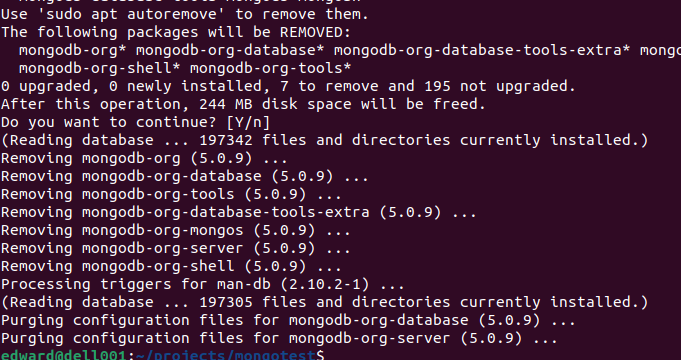 Use 'sudo apt autoremove' to remove them.
The following packages will be REMOVED:
  mongodb-org* mongodb-org-database* mongodb-org-database-tools-extra* mong
  mongodb-org-shell* mongodb-org-tools*
0 upgraded, 0 newly installed, 7 to remove and 195 not upgraded.
After this operation, 244 MB disk space will be freed.
Do you want to continue? [Y/n]
(Reading database ... 197342 files and directories currently installed.)
Removing mongodb-org (5.0.9) ...
Removing mongodb-org-database (5.0.9) ...
Removing mongodb-org-tools (5.0.9) ...
Removing mongodb-org-database-tools-extra (5.0.9) ...
Removing mongodb-org-mongos (5.0.9) ...
Removing mongodb-org-server (5.0.9) ...
Removing mongodb-org-shell (5.0.9) ...
Processing triggers for man-db (2.10.2-1) ...
(Reading database ... 197305 files and directories currently installed.)
Purging configuration files for mongodb-org-database (5.0.9) ...
Purging configuration files for mongodb-org-server (5.0.9) ...
edward@dell001:~/projects/mongotest$